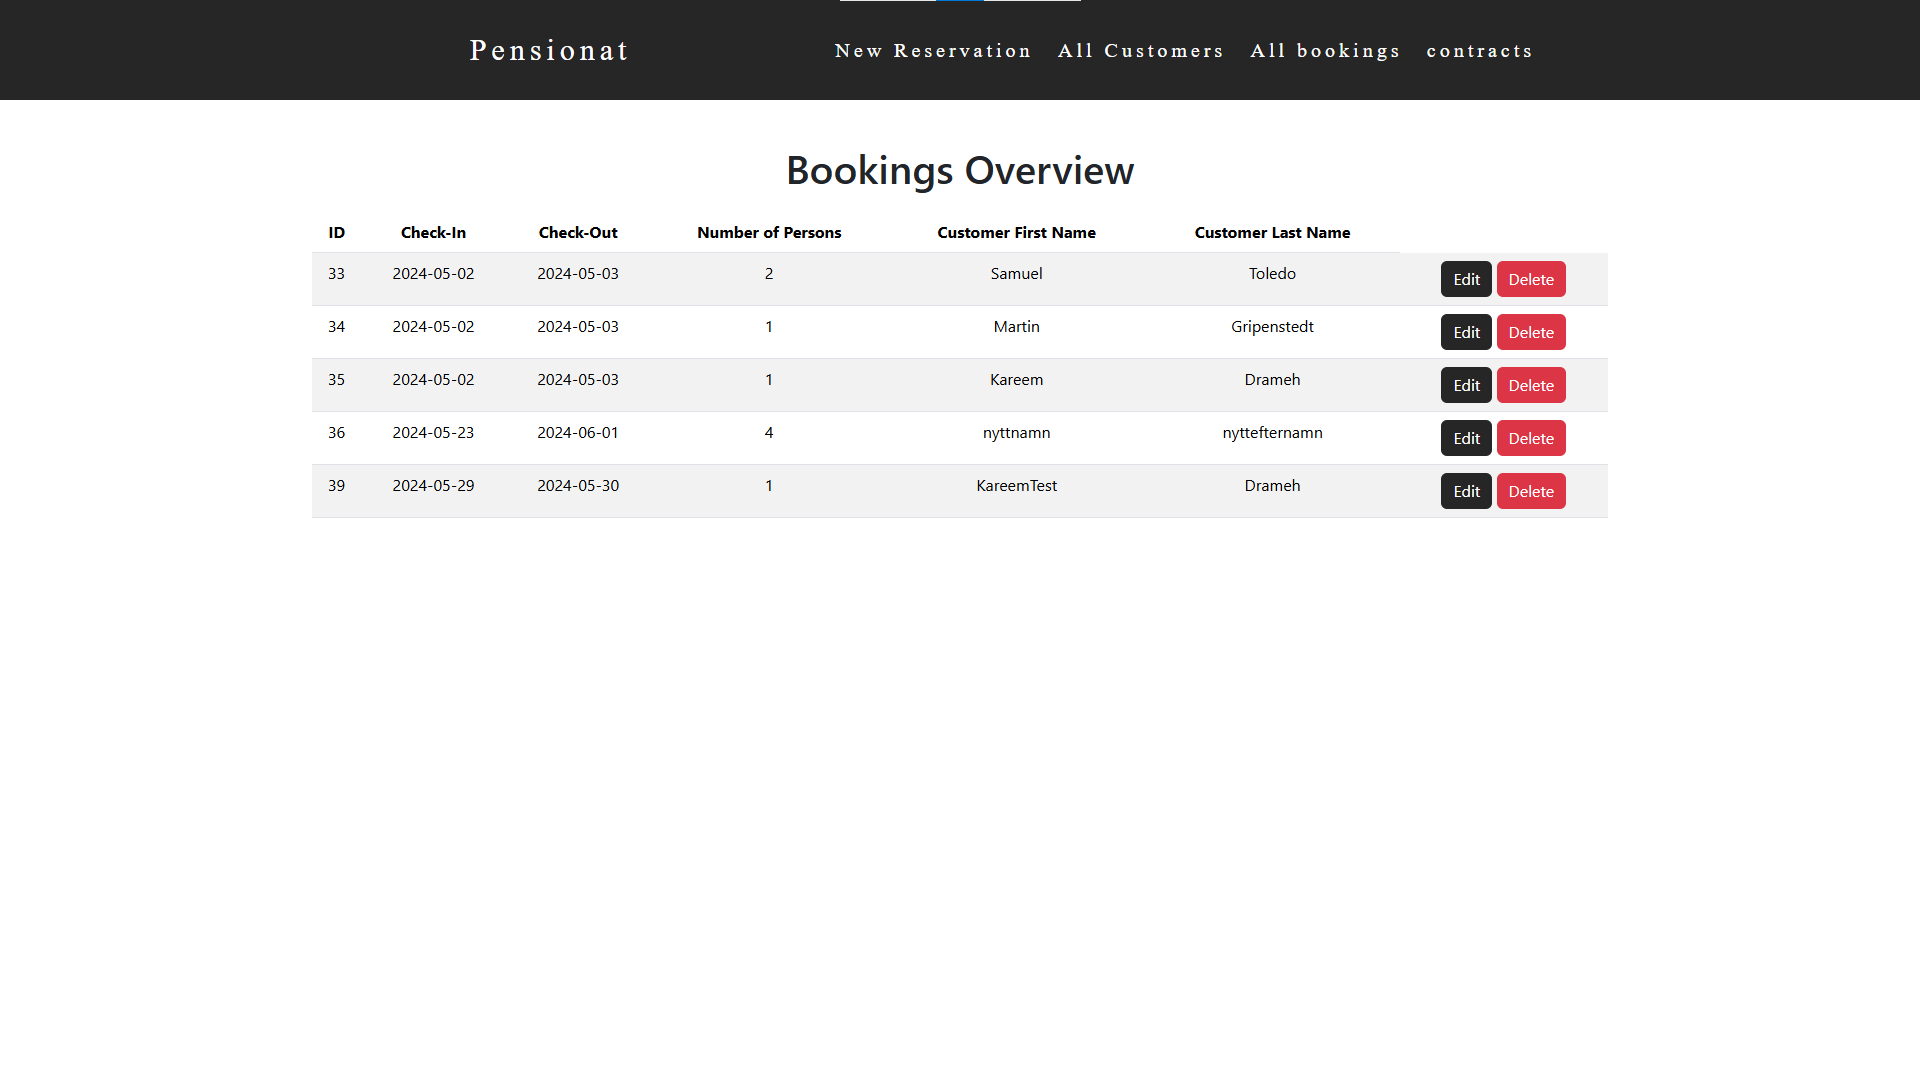 Pensionat New Reservation All Customers All bookings contracts
Bookings Overview
ID Check-In Check-Out Number of Persons Customer First Name Customer Last Name
33 2024-05-02 2024-05-03 2 Samuel Toledo Edit Delete
34 2024-05-02 2024-05-03 1 Martin Gripenstedt Edit Delete
35 2024-05-02 2024-05-03 1 Kareem Drameh Edit Delete
36 2024-05-23 2024-06-01 4 nyttnamn nyttefternamn Edit Delete
39 2024-05-29 2024-05-30 1 KareemTest Drameh Edit Delete